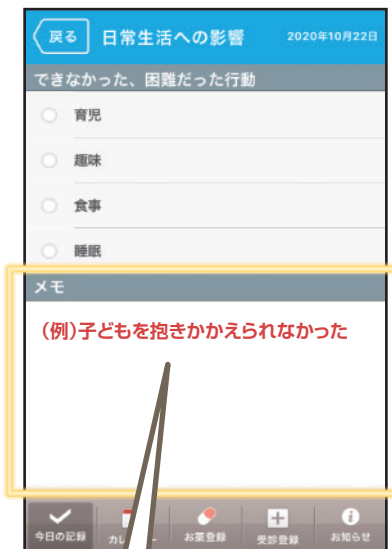 戻る
日常生活への影響
2020年10月22日
できなかった、困難だった行動
育児
趣味
食事
睡眠
メモ
(例)子どもを抱きかかえられなかった
今日の記録
お薬登録
受診登録
お知らせ